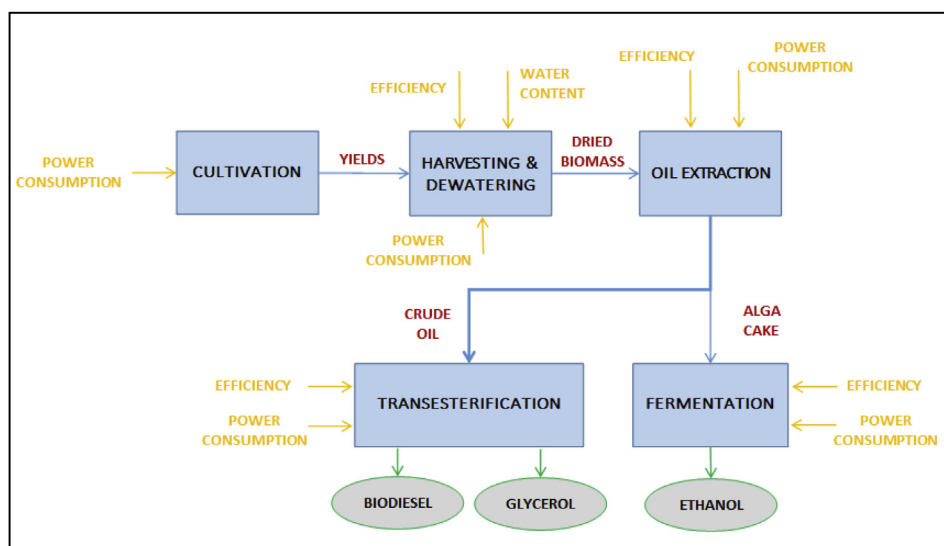 EFFICIENCY
WATER
CONTENT
EFFICIENCY
POWER
CONSUMPTION
POWER
CONSUMPTION
CULTIVATION
YIELDS
HARVESTING &
DEWATERING
DRIED
BIOMASS
OIL EXTRACTION
POWER
CONSUMPTION
CRUDE
OIL
ALGA
CAKE
EFFICIENCY
POWER
CONSUMPTION
TRANSESTERIFICATION
FERMENTATION
EFFICIENCY
POWER
CONSUMPTION
BIODIESEL
GLYCEROL
ETHANOL